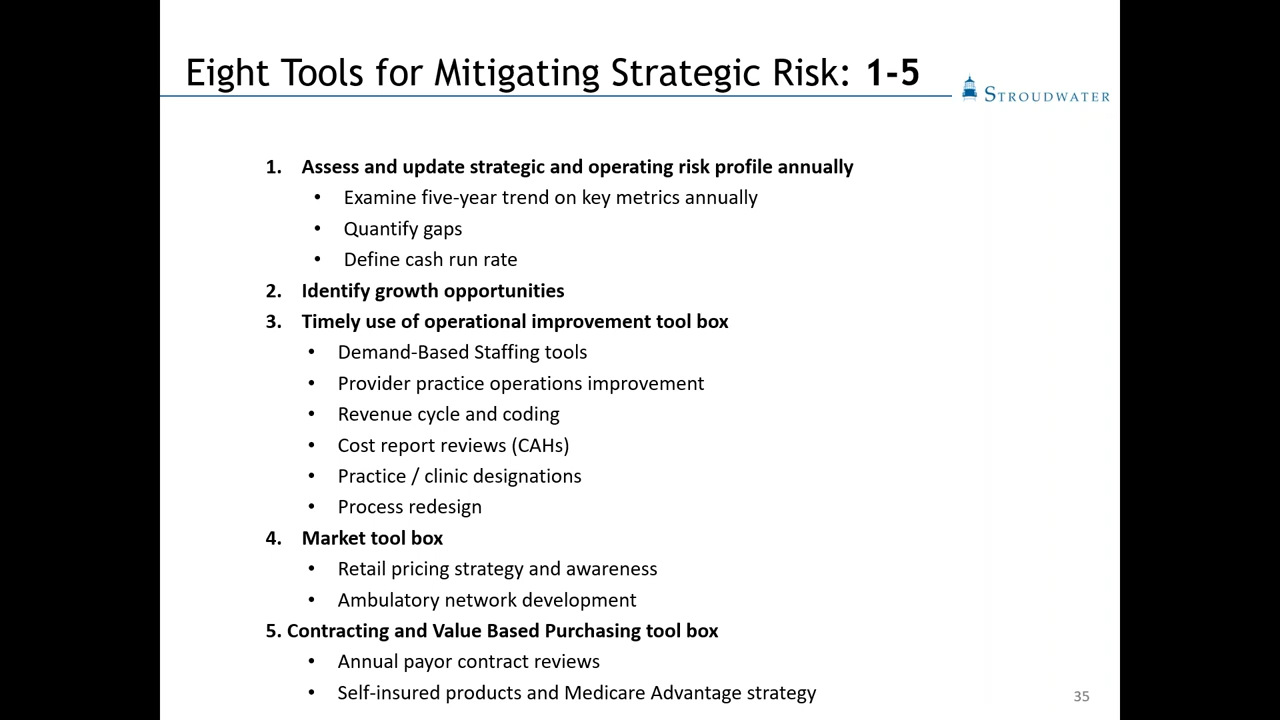 Eight Tools for Mitigating Strategic Risk: 1-5
STROUDWATER
1. Assess and update strategic and operating risk profile annually
• Examine five-year trend on key metrics annually
• Quantify gaps
• Define cash run rate
2. Identify growth opportunities
3. Timely use of operational improvement tool box
• Demand-Based Staffing tools
• Provider practice operations improvement
• Revenue cycle and coding
• Cost report reviews (CAHs)
• Practice / clinic designations
• Process redesign
4. Market tool box
• Retail pricing strategy and awareness
• Ambulatory network development
5. Contracting and Value Based Purchasing tool box
• Annual payor contract reviews
• Self-insured products and Medicare Advantage strategy
35